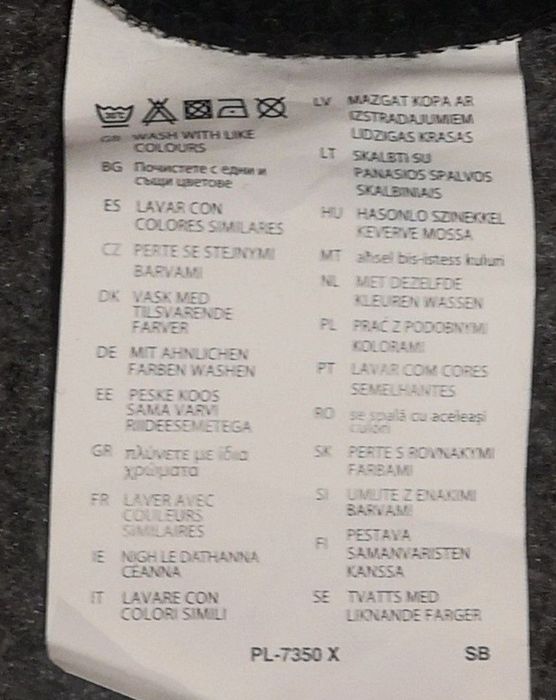 30°C
GB WASH WITH LIKE
COLOURS
BG Почистете с едни и
същи цветове
ES LAVAR CON
COLORES SIMILARES
CZ PERTE SE STEJNYMI
BARVAMI
DK VASK MED
TILSVARENDE
FARVER
DE MIT AHNLICHEN
FARBEN WASHEN
EE PESKE KOOS
SAMA VARVI
RIIDEESEMETEGA
GR πλύνετε με ίδια
χρώματα
FR LAVER AVEC
COULEURS
SIMILAIRES
IE NIGH LE DATHANNA
CEANNA
IT LAVARE CON
COLORI SIMILI
LV MAZGAT KOPA AR
IZSTRADAJUMIEM
LIDZIGAS KRASAS
LT SKALBTI SU
PANASIOS SPALVOS
SKALBINIAIS
HU HASONLO SZINEKKEL
KEVERVE MOSSA
MT aħsel bis-istess kuluri
NL MET DEZELFDE
KLEUREN WASSEN
PL PRAĆ Z PODOBNYMI
KOLORAMI
PT LAVAR COM CORES
SEMELHANTES
RO se spală cu aceleași
culori
SK PERTE S ROVNAKYMI
FARBAMI
SI UMIJTE Z ENAKIMI
BARVAMI
FI PESTAVA
SAMANVARISTEN
KANSSA
SE TVATTS MED
LIKNANDE FARGER
PL-7350 X SB